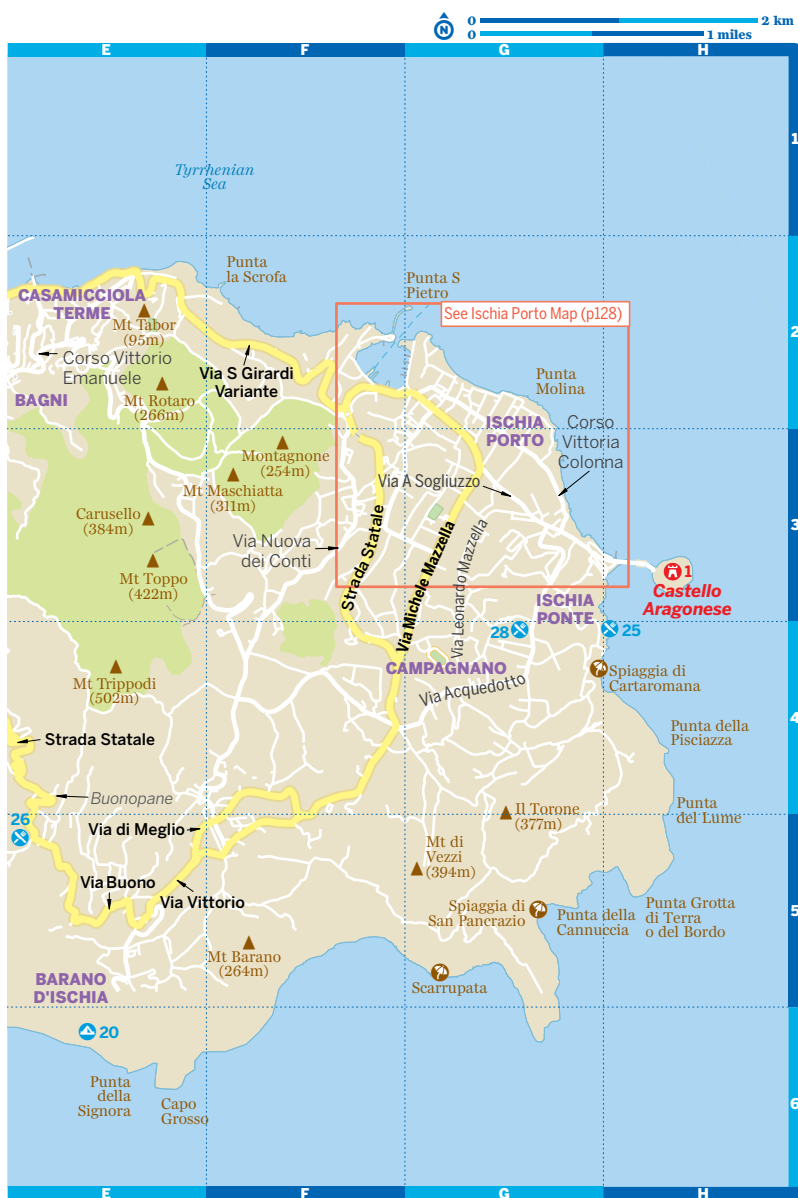 N
0
2 km
0
1 miles
E
F
G
H
1
Tyrrhenian
Sea
Punta
la Scrofa
Punta S
Pietro
CASAMICCIOLA
TERME
Mt Tabor
(95m)
See Ischia Porto Map (p128)
2
Corso Vittorio
Emanuele
Via S Girardi
Variante
Punta
Molina
BAGNI
Mt Rotaro
(266m)
ISCHIA
PORTO
Corso
Vittoria
Colonna
Montagnone
(254m)
Mt Maschiatta
(311m)
Via A Sogliuzzo
Carusello
(384m)
Via Nuova
dei Conti
Strada Statale
Via Michele Mazzella
Via Leonardo Mazzella
3
Mt Toppo
(422m)
1
Castello
Aragonese
ISCHIA
PONTE
28
25
CAMPAGNANO
Spiaggia di
Cartaromana
Mt Trippodi
(502m)
Via Acquedotto
4
Strada Statale
Punta della
Pisciazza
Buonopane
26
Via di Meglio
Il Torone
(377m)
Punta
del Lume
Mt di
Vezzi
(394m)
Via Buono
Via Vittorio
Spiaggia di
San Pancrazio
Punta della
Cannuccia
Punta Grotta
di Terra
o del Bordo
5
Mt Barano
(264m)
Scarrupata
BARANO
D'ISCHIA
20
Punta
della
Signora
Capo
Grosso
6
E
F
G
H